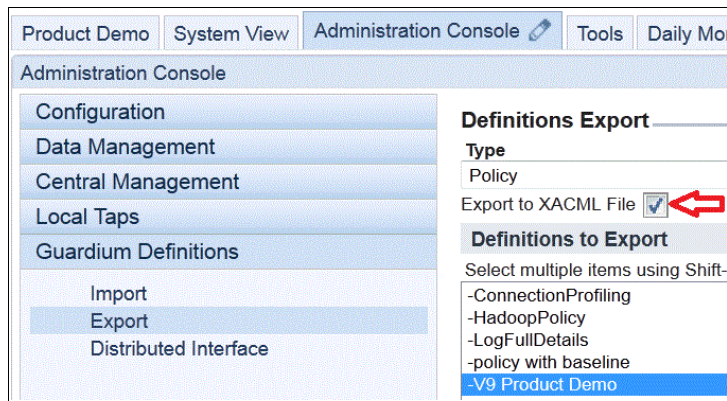 Product Demo System View Administration Console Tools Daily Mo
Administration Console
Configuration
Data Management
Central Management
Local Taps
Guardium Definitions
Import
Export
Distributed Interface
Definitions Export
Type
Policy
Export to XACML File
Definitions to Export
Select multiple items using Shift-
-ConnectionProfiling
-HadoopPolicy
-LogFullDetails
-policy with baseline
-V9 Product Demo